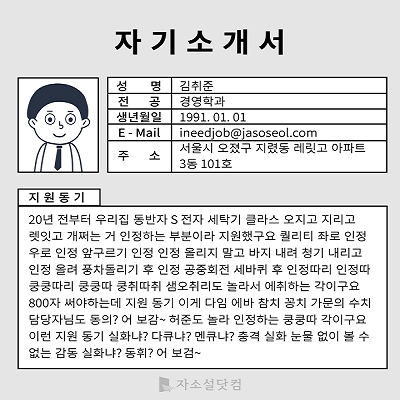 자기소개서
성 명 김취준
전 공 경영학과
생년월일 1991. 01. 01
E - Mail ineedjob@jasoseol.com
주 소 서울시 오졌구 지렸동 레릿고 아파트
3동 101호
지원동기
20년 전부터 우리집 동반자 S 전자 세탁기 클라스 오지고 지리고
렛잇고 개쩌는 거 인정하는 부분이라 지원했구요 퀄리티 좌로 인정
우로 인정 앞구르기 인정 인정 올리지 말고 바지 내려 청기 내리고
인정 올려 풍차돌리기 후 인정 공중회전 세바퀴 후 인정따리 인정따
쿵쿵따리 쿵쿵따 쿵취따취 샘오취리도 놀라서 에취하는 각이구요
800자 써야하는데 지원 동기 이게 다임 에바 참치 꽁치 가문의 수치
담당자님도 동의? 어 보감~ 허준도 놀라 인정하는 쿵쿵따 각이구요
이런 지원 동기 실화냐? 다큐냐? 멘큐냐? 충격 실화 눈물 없이 볼 수
없는 감동 실화냐? 동휘? 어 보검~
자소설닷컴